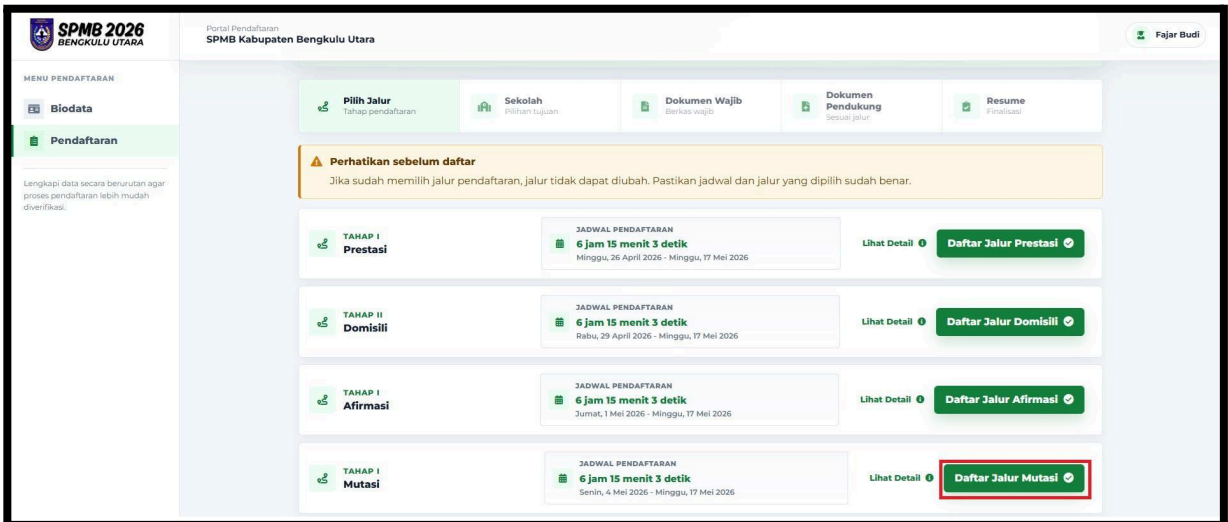 SPMB 2026
BENGKULU UTARA
Portal Pendaftaran
SPMB Kabupaten Bengkulu Utara
Fajar Budi
MENU PENDAFTARAN
Biodata
Pendaftaran
Lengkapi data secara berurutan agar
proses pendaftaran lebih mudah
diverifikasi.
Pilih Jalur
Tahap pendaftaran
Sekolah
Pilihan tujuan
Dokumen Wajib
Berkas wajib
Dokumen
Pendukung
Sesuai jalur
Resume
Finalisasi
Perhatikan sebelum daftar
Jika sudah memilih jalur pendaftaran, jalur tidak dapat diubah. Pastikan jadwal dan jalur yang dipilih sudah benar.
TAHAP I
Prestasi
JADWAL PENDAFTARAN
6 jam 15 menit 3 detik
Minggu, 26 April 2026 - Minggu, 17 Mei 2026
Lihat Detail
Daftar Jalur Prestasi
TAHAP II
Domisili
JADWAL PENDAFTARAN
6 jam 15 menit 3 detik
Rabu, 29 April 2026 - Minggu, 17 Mei 2026
Lihat Detail
Daftar Jalur Domisili
TAHAP I
Afirmasi
JADWAL PENDAFTARAN
6 jam 15 menit 3 detik
Jumat, 1 Mei 2026 - Minggu, 17 Mei 2026
Lihat Detail
Daftar Jalur Afirmasi
TAHAP I
Mutasi
JADWAL PENDAFTARAN
6 jam 15 menit 3 detik
Senin, 4 Mei 2026 - Minggu, 17 Mei 2026
Lihat Detail
Daftar Jalur Mutasi